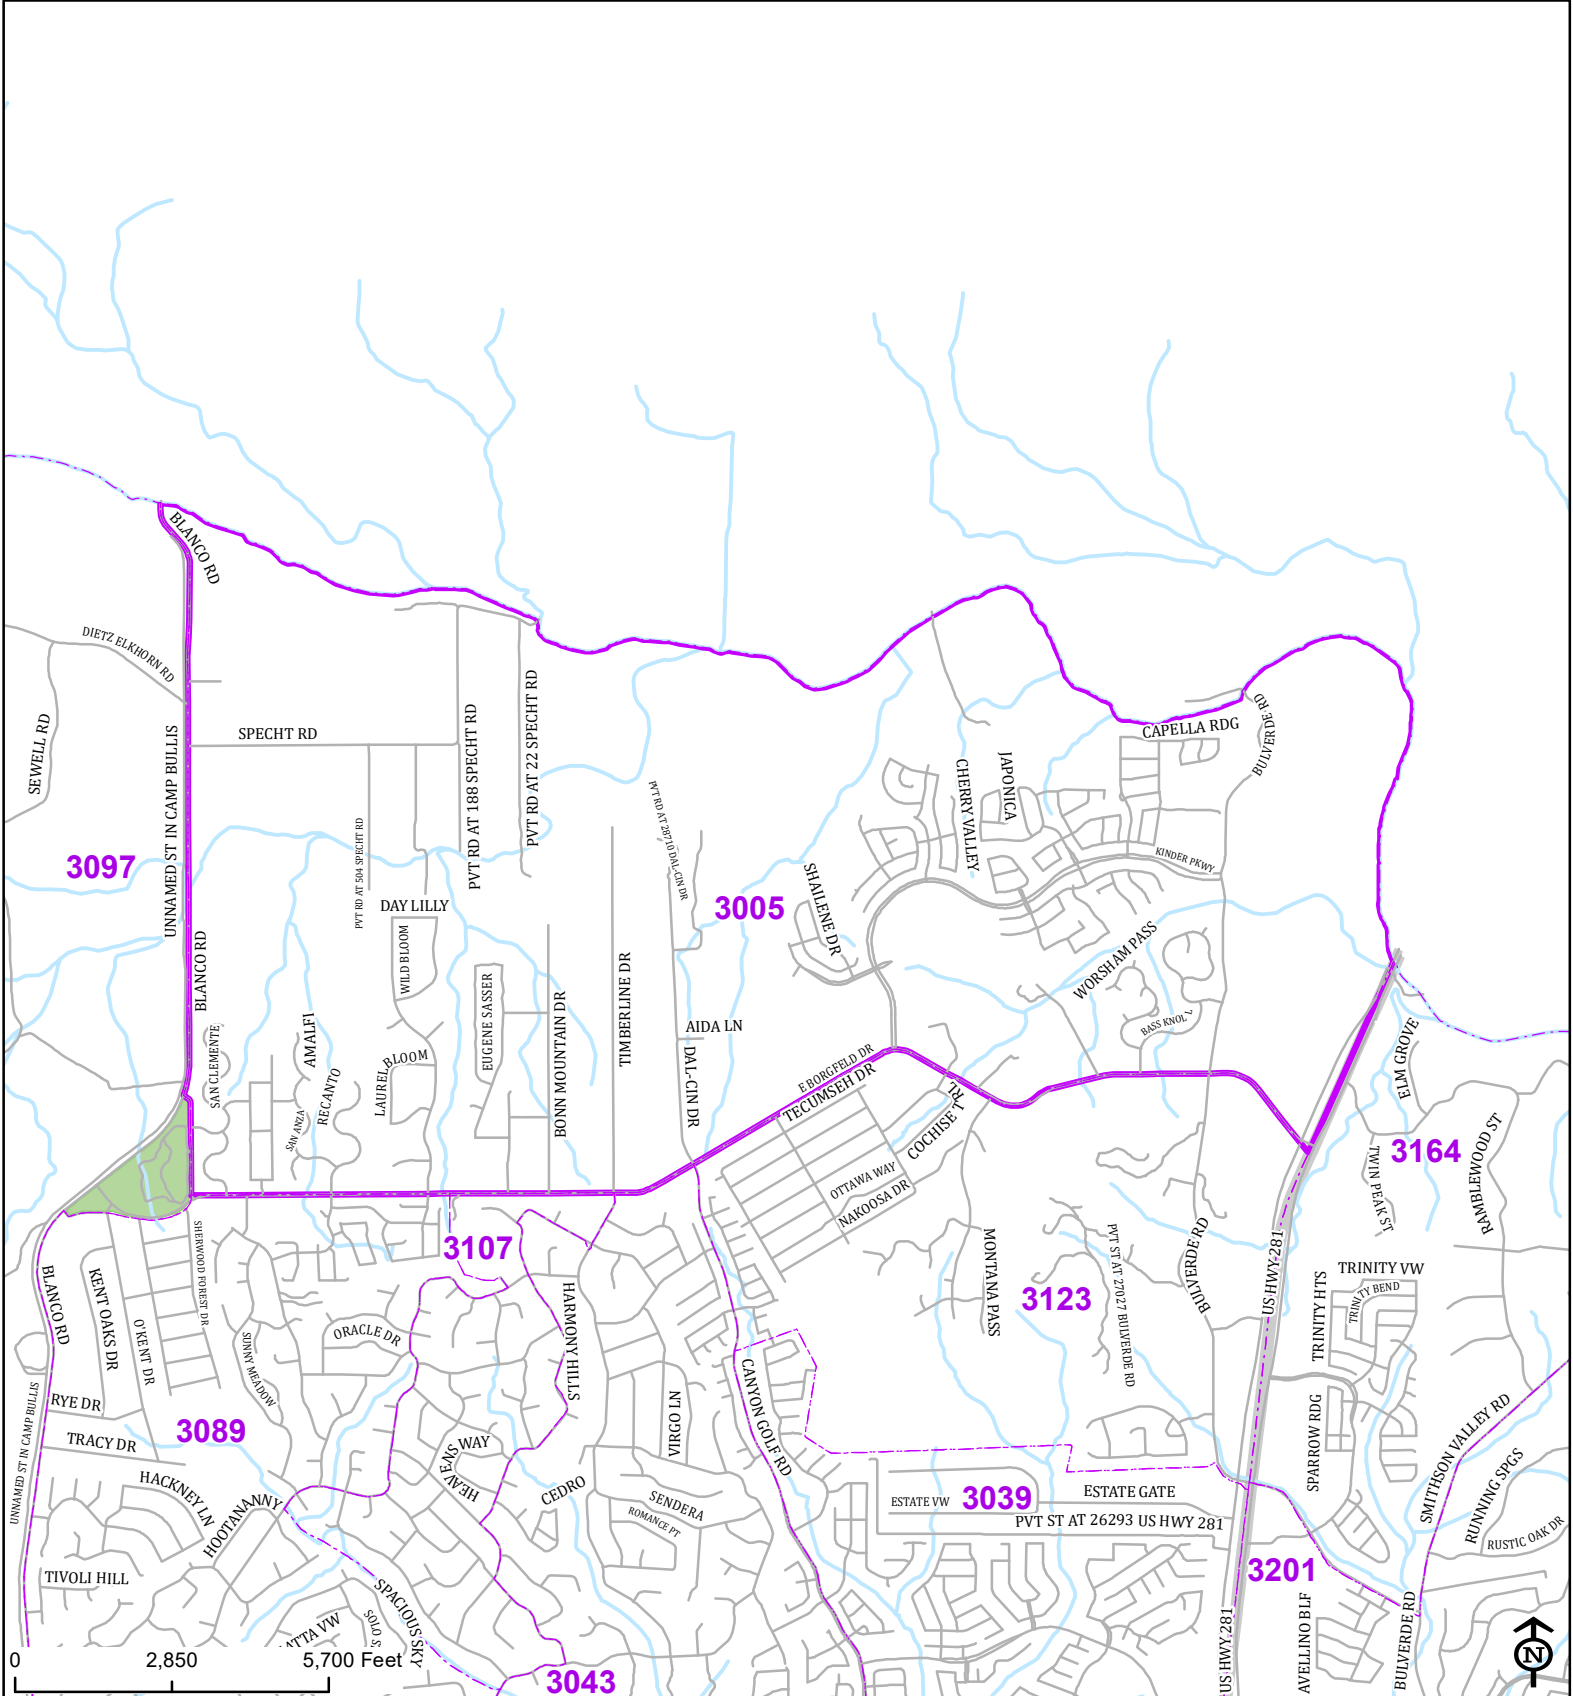 BLANCO RD
DIETZ ELKHORN RD
SEWELL RD
UNNAMED ST IN CAMP BULLIS
SPECHT RD
PVT RD AT 188 SPECHT RD
PVT RD AT 22 SPECHT RD
PVT RD AT 504 SPECHT RD
PVT RD AT 28710 DAL-CIN DR
CAPELLA RDG
BULVERDE RD
JAPONICA
CHERRY VALLEY
KINDER PKWY
3097
3005
SHAILENE DR
DAY LILLY
WILD BLOOM
BLANCO RD
WORSHAM PASS
BASS KNOLL
EUGENE SASSER
BONN MOUNTAIN DR
TIMBERLINE DR
AIDA LN
DAL-CIN DR
AMALFI
SAN CLEMENTE
RECANTO
SAN ANZA
LAUREL BLOOM
E BORGFELD DR
TECUMSEH DR
COCHISE TRL
OTTAWA WAY
NAKOOSA DR
ELM GROVE
3164
TWIN PEAK ST
RAMBLEWOOD ST
3107
SHERWOOD FOREST DR
BLANCO RD
KENT OAKS DR
O'KENT DR
SUNNY MEADOW
ORACLE DR
HARMONY HILLS
MONTANA PASS
3123
PVT ST AT 27027 BULVERDE RD
BULVERDE RD
US HWY 281
TRINITY VW
TRINITY BEND
TRINITY HTS
RYE DR
3089
TRACY DR
UNNAMED ST IN CAMP BULLIS
HACKNEY LN
HOOTANANNY
HEAVENS WAY
CEDRO
VIRGO LN
CANYON GOLF RD
SENDERA
ROMANCE PT
ESTATE VW
3039
ESTATE GATE
PVT ST AT 26293 US HWY 281
SPARROW RDG
SMITHSON VALLEY RD
RUNNING SPGS
RUSTIC OAK DR
3201
TIVOLI HILL
SPACIOUS SKY
SOLO S
ATTA VW
3043
US HWY 281
AVELLINO BLF
BULVERDE RD
0 2,850 5,700 Feet
N